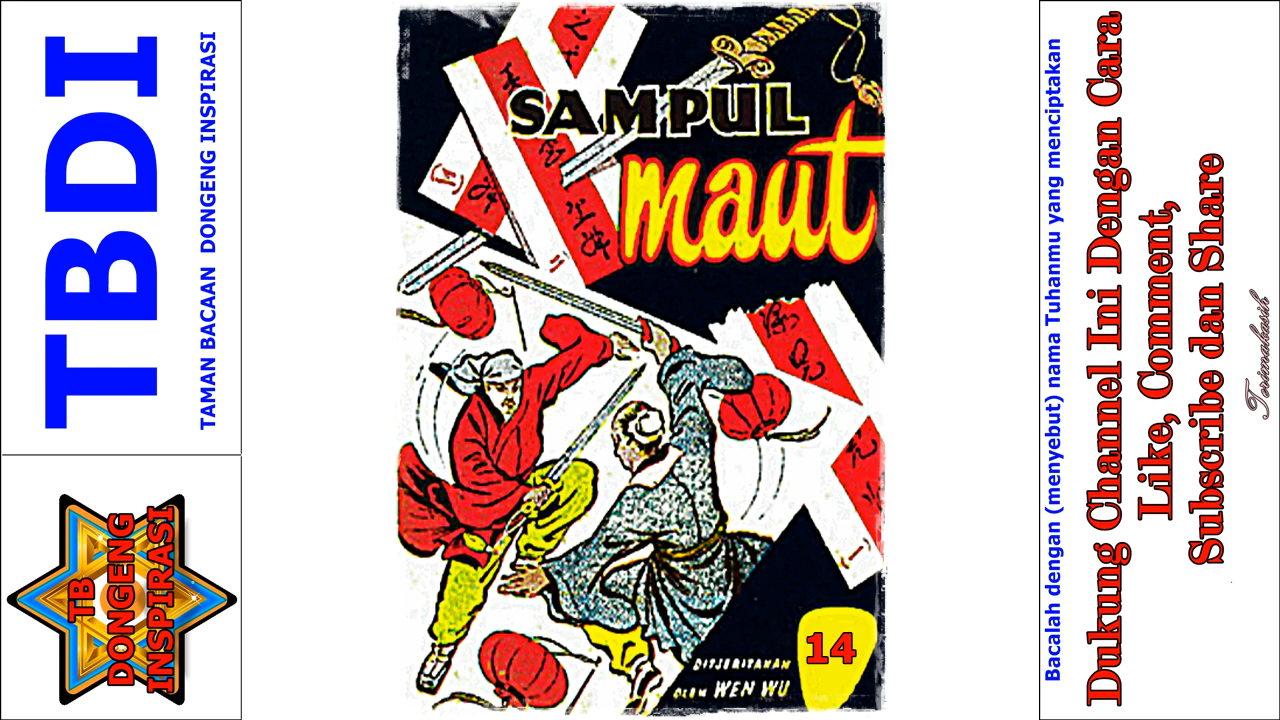 TBDI
TAMAN BACAAN DONGENG INSPIRASI
TB
DONGENG
INSPIRASI
SAMPUL
maut
14
DITJERITAKAN
OLEH WEN WU
Bacalah dengan (menyebut) nama Tuhanmu yang menciptakan
Dukung Channel Ini Dengan Cara
Like, Comment,
Subscribe dan Share
Terimakasih